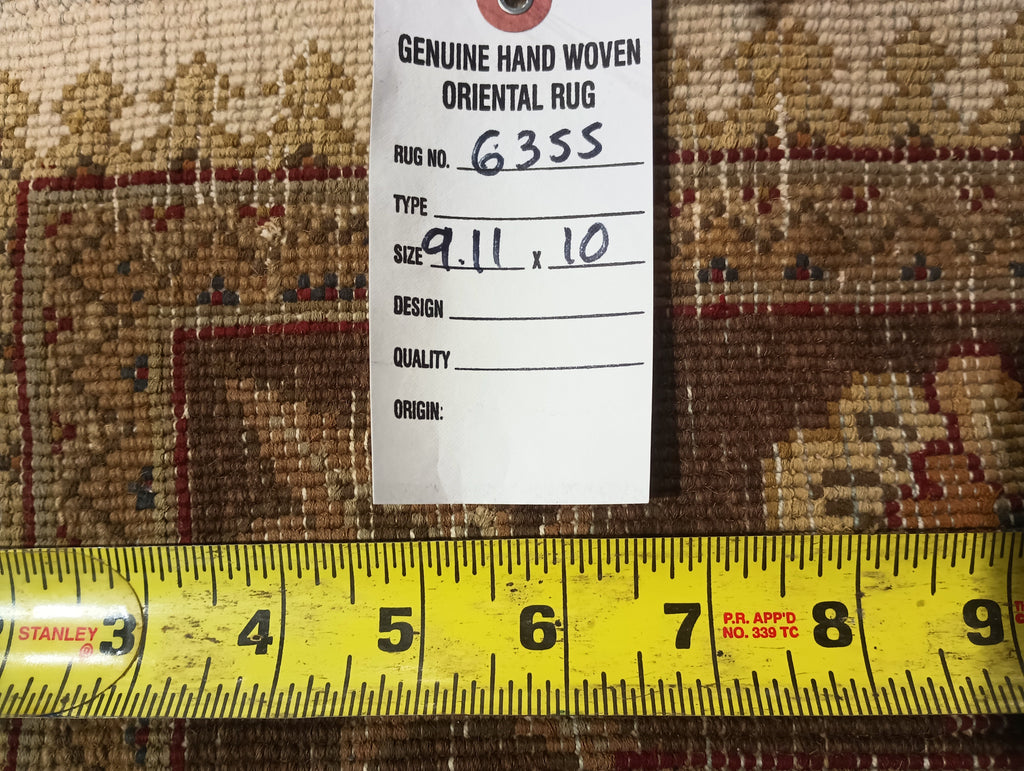 GENUINE HAND WOVEN
ORIENTAL RUG
RUG NO. 6355
TYPE
SIZE 9.11 x 10
DESIGN
QUALITY
ORIGIN:
STANLEY ® 3 4 5 6 7 P.R. APP'D 8 9
NO. 339 TC